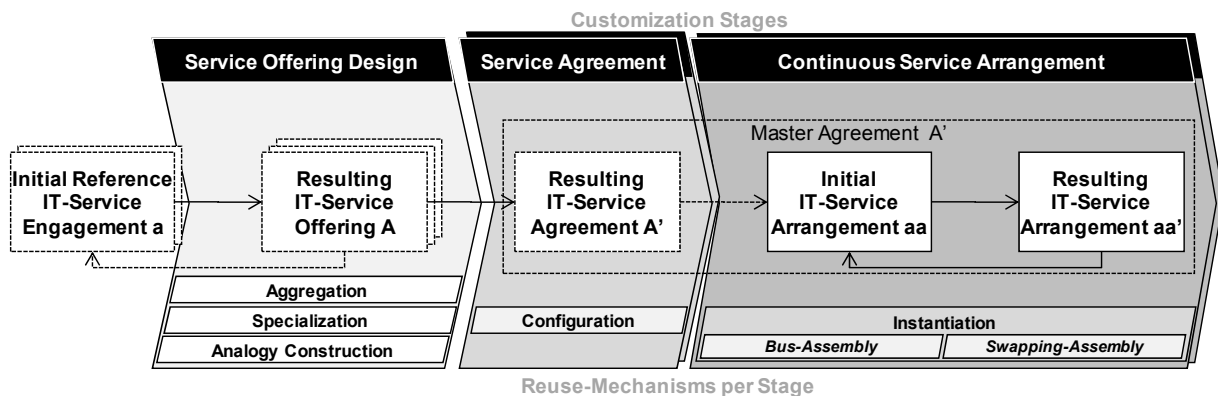 Customization Stages
Service Offering Design
Service Agreement
Continuous Service Arrangement
Master Agreement A'
Initial Reference
IT-Service
Engagement a
Resulting
IT-Service
Offering A
Resulting
IT-Service
Agreement A'
Initial
IT-Service
Arrangement aa
Resulting
IT-Service
Arrangement aa'
Aggregation
Specialization
Analogy Construction
Configuration
Instantiation
Bus-Assembly
Swapping-Assembly
Reuse-Mechanisms per Stage